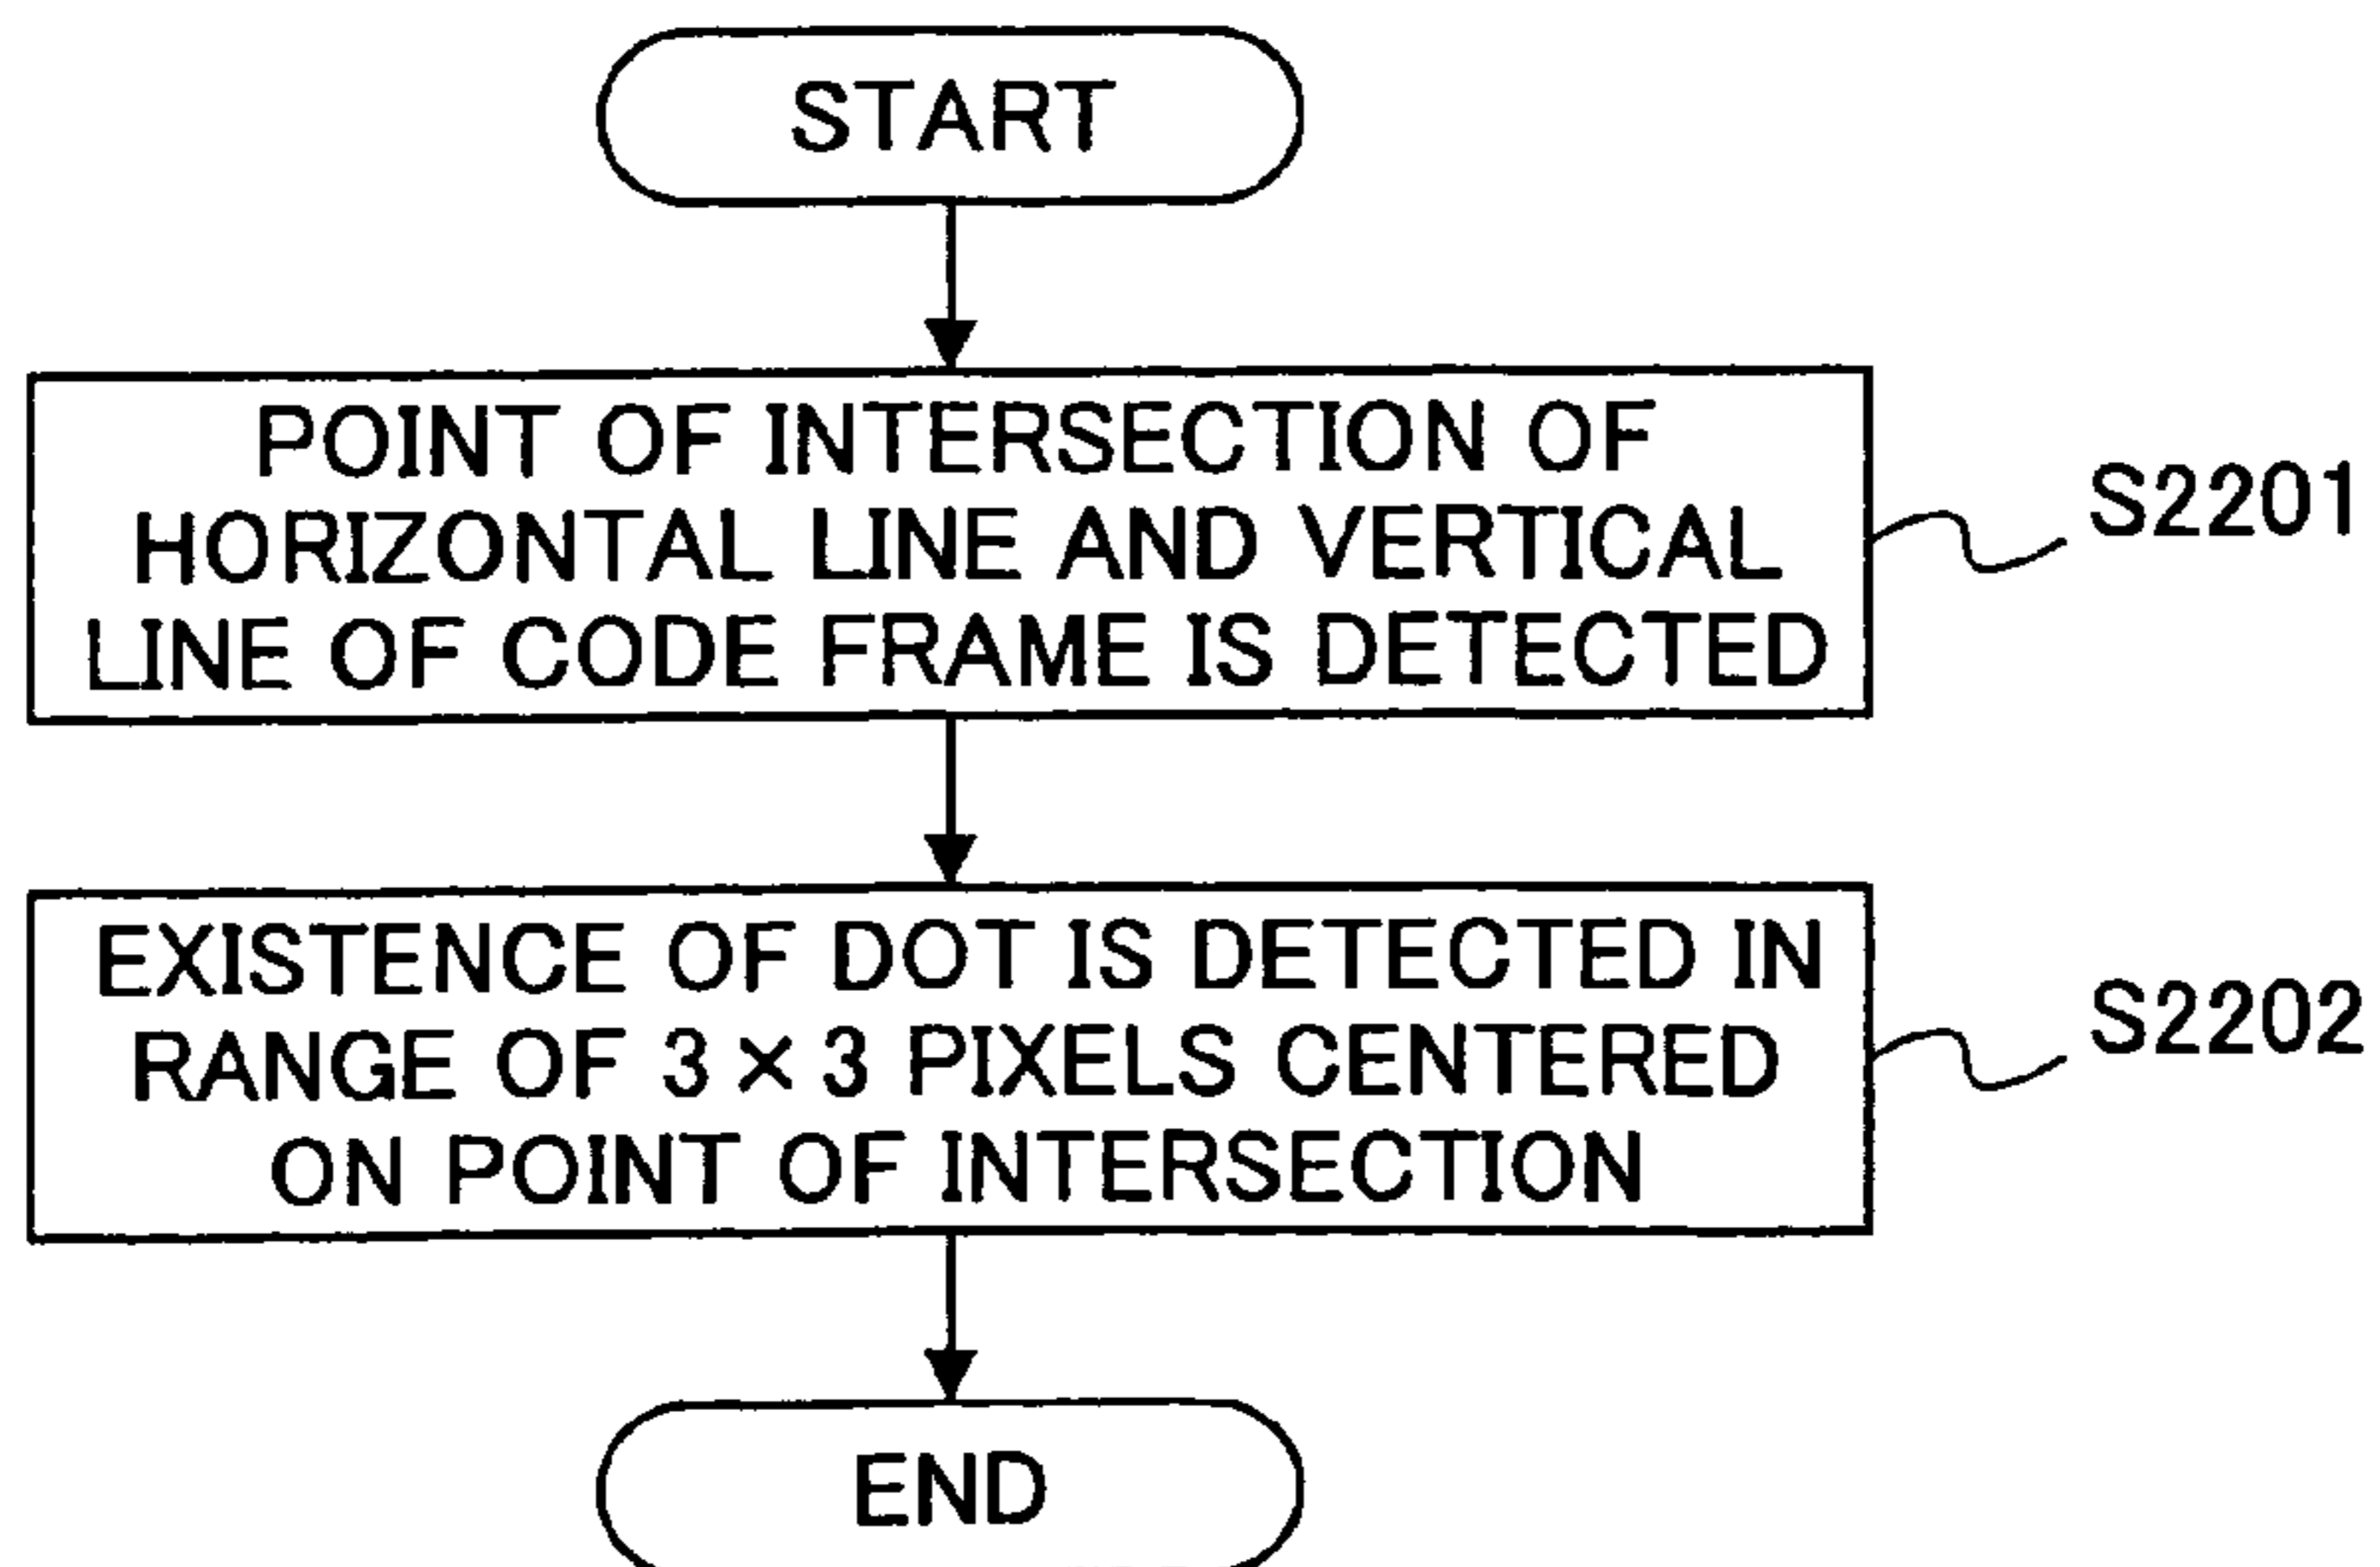 START
POINT OF INTERSECTION OF
HORIZONTAL LINE AND VERTICAL
LINE OF CODE FRAME IS DETECTED
S2201
EXISTENCE OF DOT IS DETECTED IN
RANGE OF 3 × 3 PIXELS CENTERED
ON POINT OF INTERSECTION
S2202
END